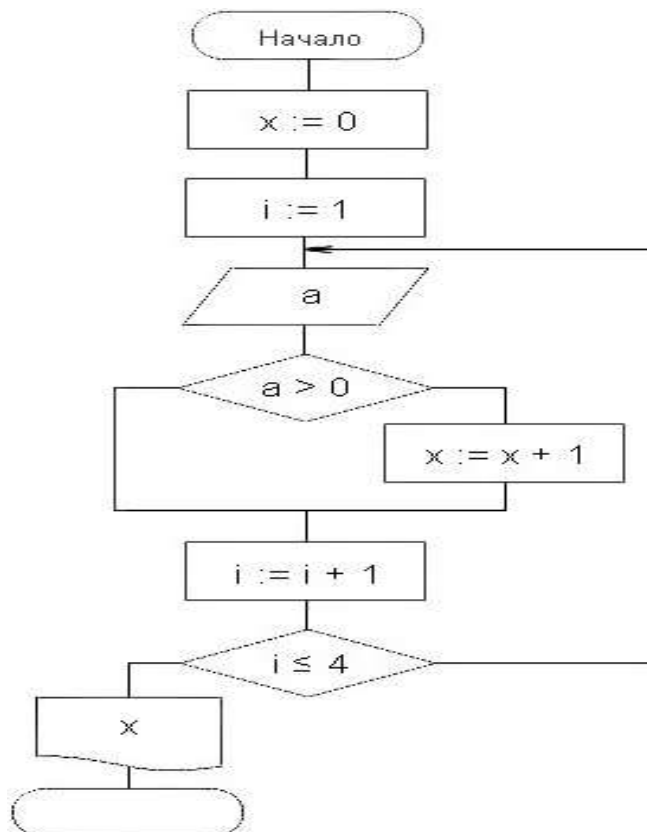 Начало
x := 0
i := 1
a
a > 0
x := x + 1
i := i + 1
i ≤ 4
x